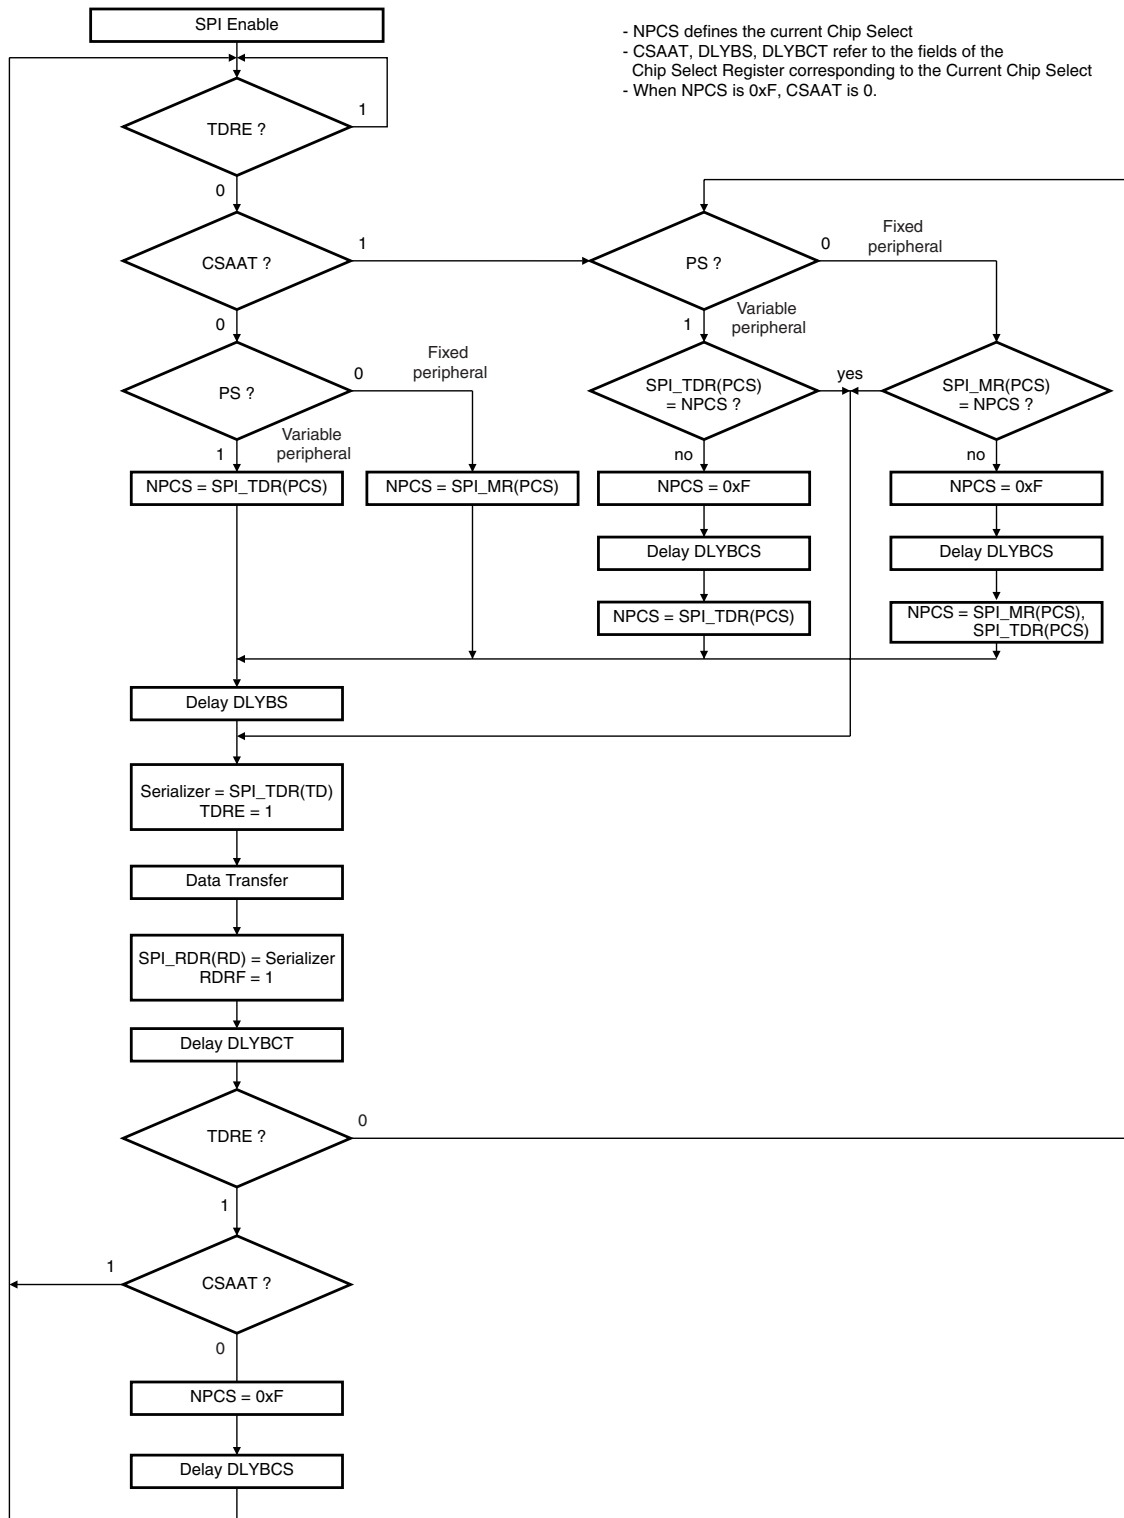 SPI Enable
- NPCS defines the current Chip Select
- CSAAT, DLYBS, DLYBCT refer to the fields of the
Chip Select Register corresponding to the Current Chip Select
- When NPCS is 0xF, CSAAT is 0.
TDRE ?
1
0
CSAAT ?
1
PS ?
0
Fixed
peripheral
0
1
Variable
peripheral
PS ?
0
Fixed
peripheral
SPI_TDR(PCS)
= NPCS ?
yes
SPI_MR(PCS)
= NPCS ?
1
Variable
peripheral
no
no
NPCS = SPI_TDR(PCS)
NPCS = SPI_MR(PCS)
NPCS = 0xF
NPCS = 0xF
Delay DLYBCS
Delay DLYBCS
NPCS = SPI_TDR(PCS)
NPCS = SPI_MR(PCS),
SPI_TDR(PCS)
Delay DLYBS
Serializer = SPI_TDR(TD)
TDRE = 1
Data Transfer
SPI_RDR(RD) = Serializer
RDRF = 1
Delay DLYBCT
TDRE ?
0
1
CSAAT ?
1
0
NPCS = 0xF
Delay DLYBCS